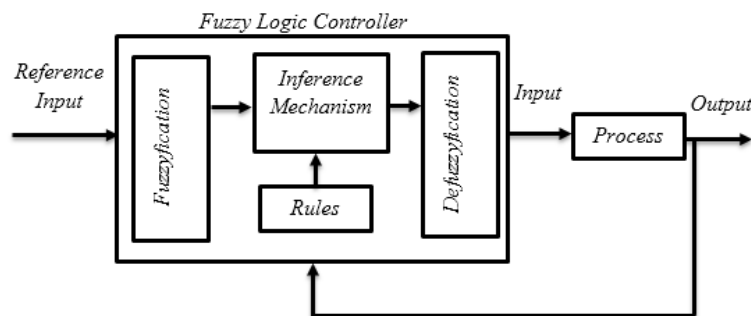 Fuzzy Logic Controller
Reference
Input
Fuzzyfication
Inference
Mechanism
Rules
Defuzzyfication
Input
Process
Output